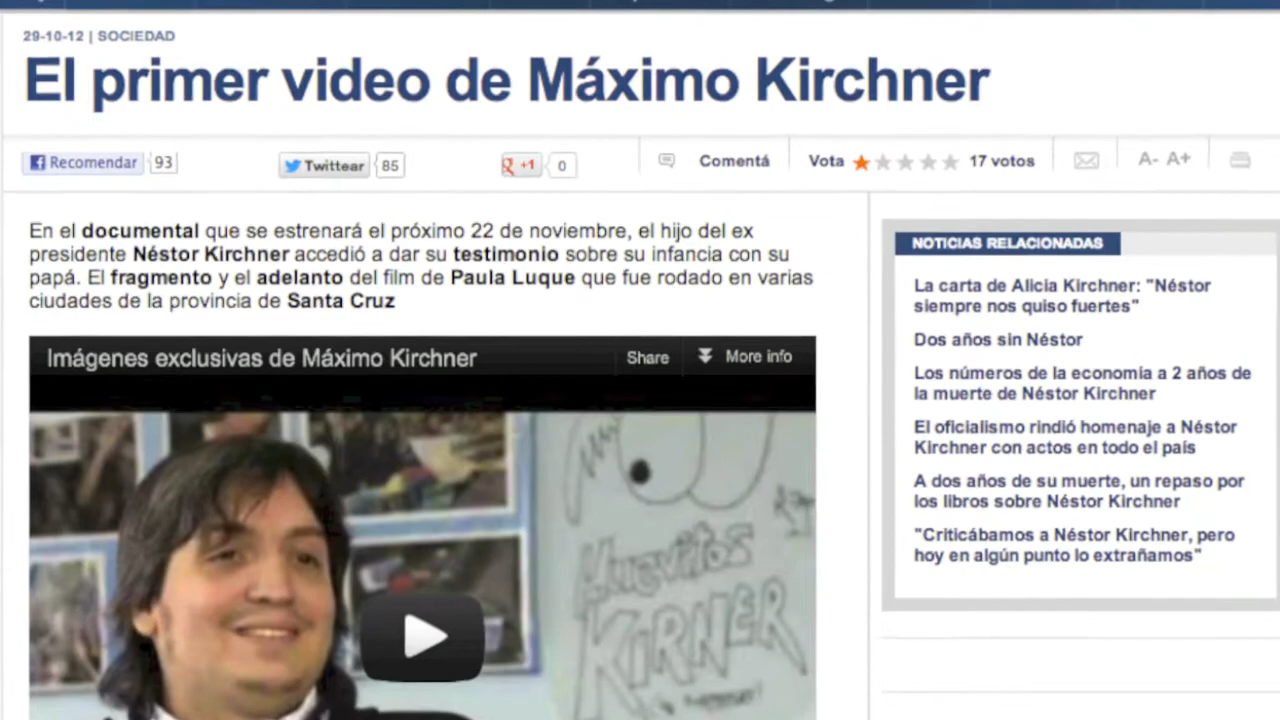 29-10-12 | SOCIEDAD
El primer video de Máximo Kirchner
Recomendar 93
Twittear 85
+1 0
Comentá
Vota 17 votos
A- A+
En el documental que se estrenará el próximo 22 de noviembre, el hijo del ex
presidente Néstor Kirchner accedió a dar su testimonio sobre su infancia con su
papá. El fragmento y el adelanto del film de Paula Luque que fue rodado en varias
ciudades de la provincia de Santa Cruz
Imágenes exclusivas de Máximo Kirchner
Share
More info
Huevitos
KIRNER
NOTICIAS RELACIONADAS
La carta de Alicia Kirchner: "Néstor
siempre nos quiso fuertes"
Dos años sin Néstor
Los números de la economía a 2 años de
la muerte de Néstor Kirchner
El oficialismo rindió homenaje a Néstor
Kirchner con actos en todo el país
A dos años de su muerte, un repaso por
los libros sobre Néstor Kirchner
"Criticábamos a Néstor Kirchner, pero
hoy en algún punto lo extrañamos"